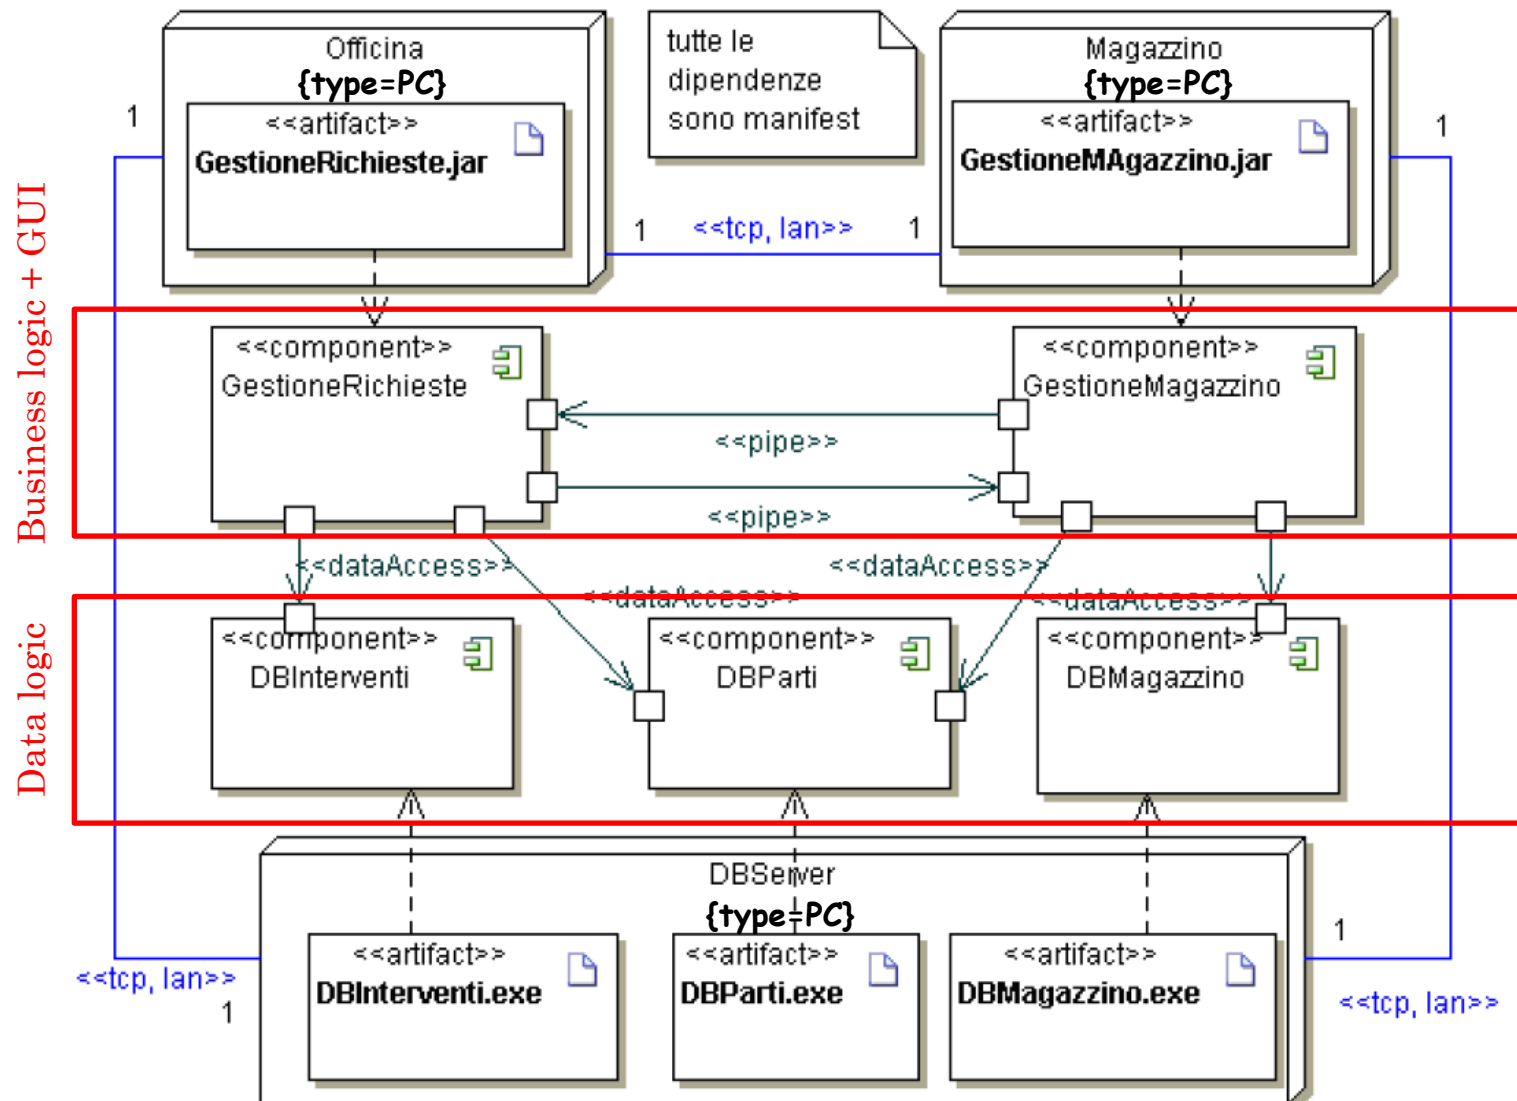 Officina
{type=PC}
<<artifact>>
GestioneRichieste.jar
tutte le
dipendenze
sono manifest
Magazzino
{type=PC}
<<artifact>>
GestioneMAgazzino.jar
1
1
1
<<tcp, lan>>
1
Business logic + GUI
<<component>>
GestioneRichieste
<<component>>
GestioneMagazzino
<<pipe>>
<<pipe>>
<<dataAccess>>
<<dataAccess>>
<<dataAccess>>
<<dataAccess>>
Data logic
<<component>>
DBInterventi
<<component>>
DBParti
<<component>>
DBMagazzino
DBServer
{type=PC}
<<artifact>>
DBInterventi.exe
<<artifact>>
DBParti.exe
<<artifact>>
DBMagazzino.exe
<<tcp, lan>>
1
1
<<tcp, lan>>